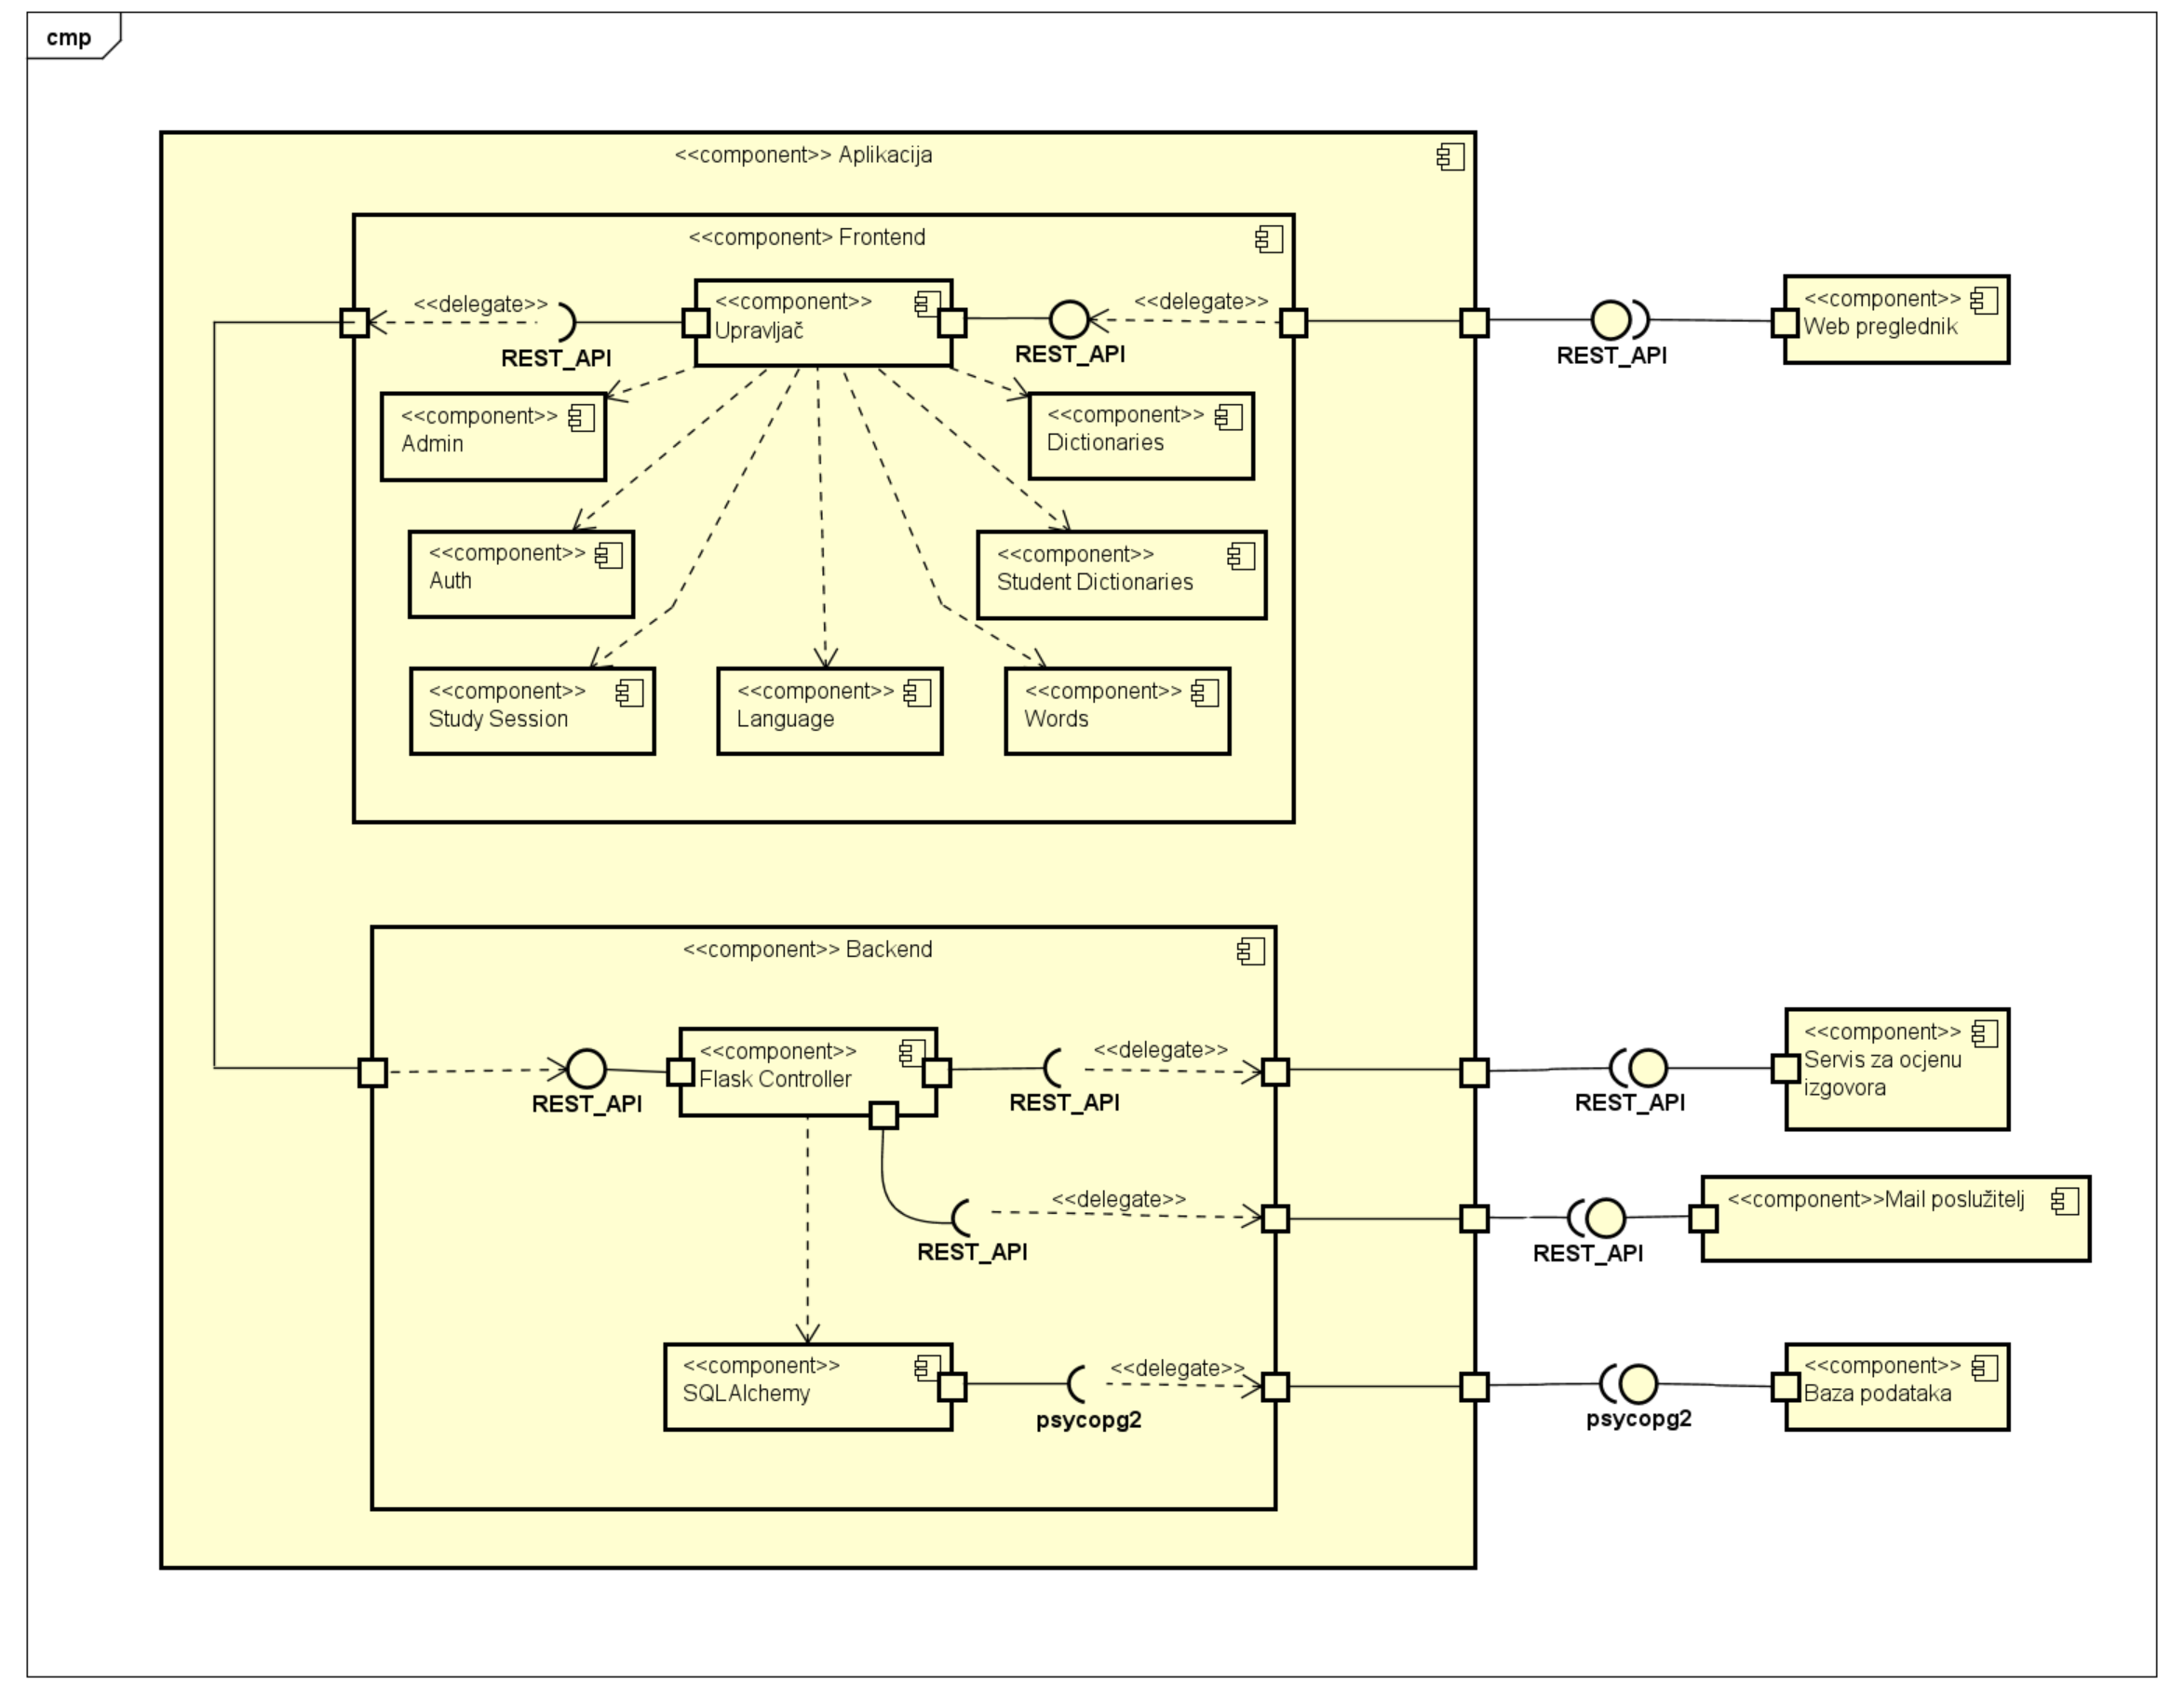 cmp
<<component>> Aplikacija
<<component> Frontend
<<delegate>>
REST_API
<<component>>
Upravljač
REST_API
<<delegate>>
REST_API
<<component>>
Web preglednik
<<component>>
Admin
<<component>>
Dictionaries
<<component>>
Auth
<<component>>
Student Dictionaries
<<component>>
Study Session
<<component>>
Language
<<component>>
Words
<<component>> Backend
REST_API
<<component>>
Flask Controller
REST_API
<<delegate>>
REST_API
<<component>>
Servis za ocjenu
izgovora
REST_API
<<delegate>>
REST_API
<<component>>Mail poslužitelj
<<component>>
SQLAlchemy
psycopg2
<<delegate>>
psycopg2
<<component>>
Baza podataka